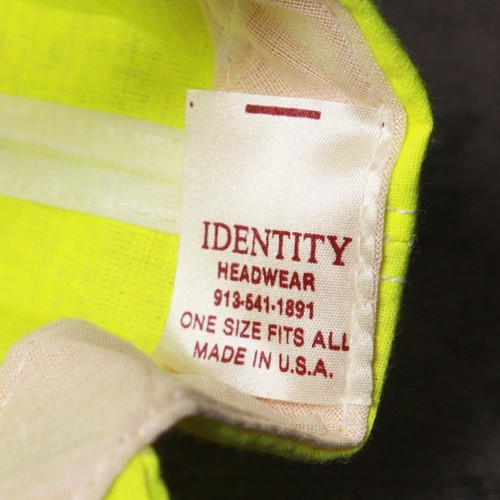 IDENTITY
HEADWEAR
913-541-1891
ONE SIZE FITS ALL
MADE IN U.S.A.